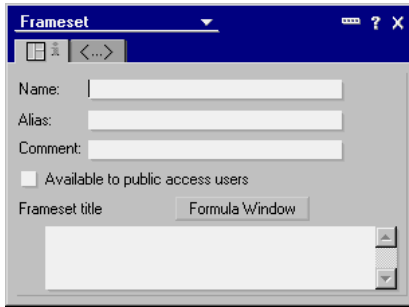 Frameset
? X
<...>
Name:
Alias:
Comment:
Available to public access users
Frameset title Formula Window